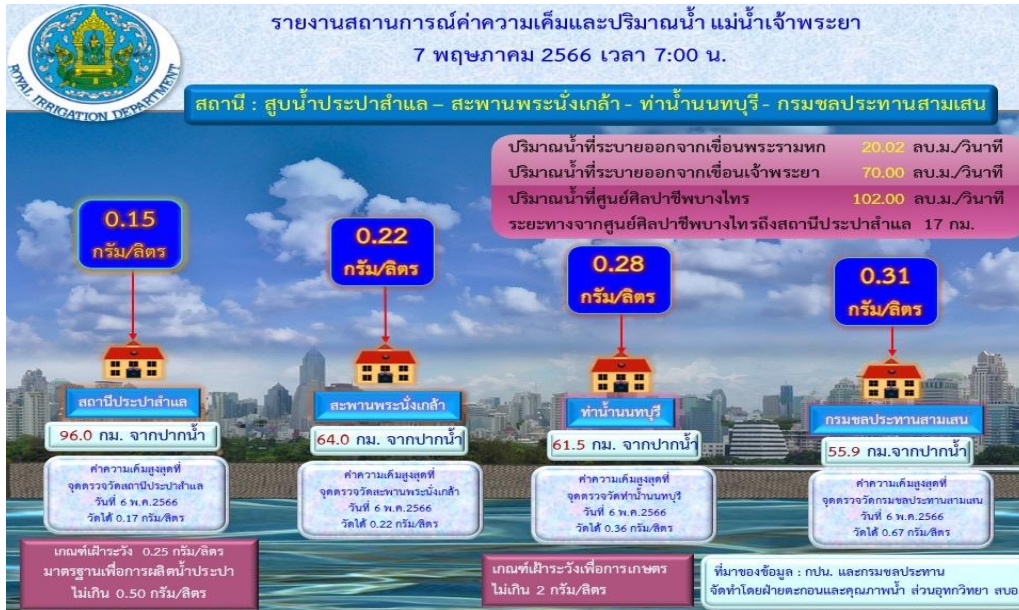 รายงานสถานการณ์ค่าความเค็มและปริมาณน้ำ แม่น้ำเจ้าพระยา
7 พฤษภาคม 2566 เวลา 7:00 น.
ROYAL IRRIGATION DEPARTMENT
สถานี : สูบน้ำประปาสำแล – สะพานพระนั่งเกล้า - ท่าน้ำนนทบุรี - กรมชลประทานสามเสน
ปริมาณน้ำที่ระบายออกจากเขื่อนพระรามหก 20.02 ลบ.ม./วินาที
ปริมาณน้ำที่ระบายออกจากเขื่อนเจ้าพระยา 70.00 ลบ.ม./วินาที
ปริมาณน้ำที่ศูนย์ศิลปาชีพบางไทร 102.00 ลบ.ม./วินาที
ระยะทางจากศูนย์ศิลปาชีพบางไทรถึงสถานีประปาสำแล 17 กม.
0.15
กรัม/ลิตร
สถานีประปาสำแล
96.0 กม. จากปากน้ำ
ค่าความเค็มสูงสุดที่
จุดตรวจวัดสถานีประปาสำแล
วันที่ 6 พ.ค.2566
วัดได้ 0.17 กรัม/ลิตร
0.22
กรัม/ลิตร
สะพานพระนั่งเกล้า
64.0 กม. จากปากน้ำ
ค่าความเค็มสูงสุดที่
จุดตรวจวัดสะพานพระนั่งเกล้า
วันที่ 6 พ.ค.2566
วัดได้ 0.22 กรัม/ลิตร
0.28
กรัม/ลิตร
ท่าน้ำนนทบุรี
61.5 กม. จากปากน้ำ
ค่าความเค็มสูงสุดที่
จุดตรวจวัดท่าน้ำนนทบุรี
วันที่ 6 พ.ค.2566
วัดได้ 0.36 กรัม/ลิตร
0.31
กรัม/ลิตร
กรมชลประทานสามเสน
55.9 กม.จากปากน้ำ
ค่าความเค็มสูงสุดที่
จุดตรวจวัดกรมชลประทานสามเสน
วันที่ 6 พ.ค.2566
วัดได้ 0.67 กรัม/ลิตร
เกณฑ์เฝ้าระวัง 0.25 กรัม/ลิตร
มาตรฐานเพื่อการผลิตน้ำประปา
ไม่เกิน 0.50 กรัม/ลิตร
เกณฑ์เฝ้าระวังเพื่อการเกษตร
ไม่เกิน 2 กรัม/ลิตร
ที่มาของข้อมูล : กปน. และกรมชลประทาน
จัดทำโดยฝ่ายตะกอนและคุณภาพน้ำ ส่วนอุทกวิทยา สบอ